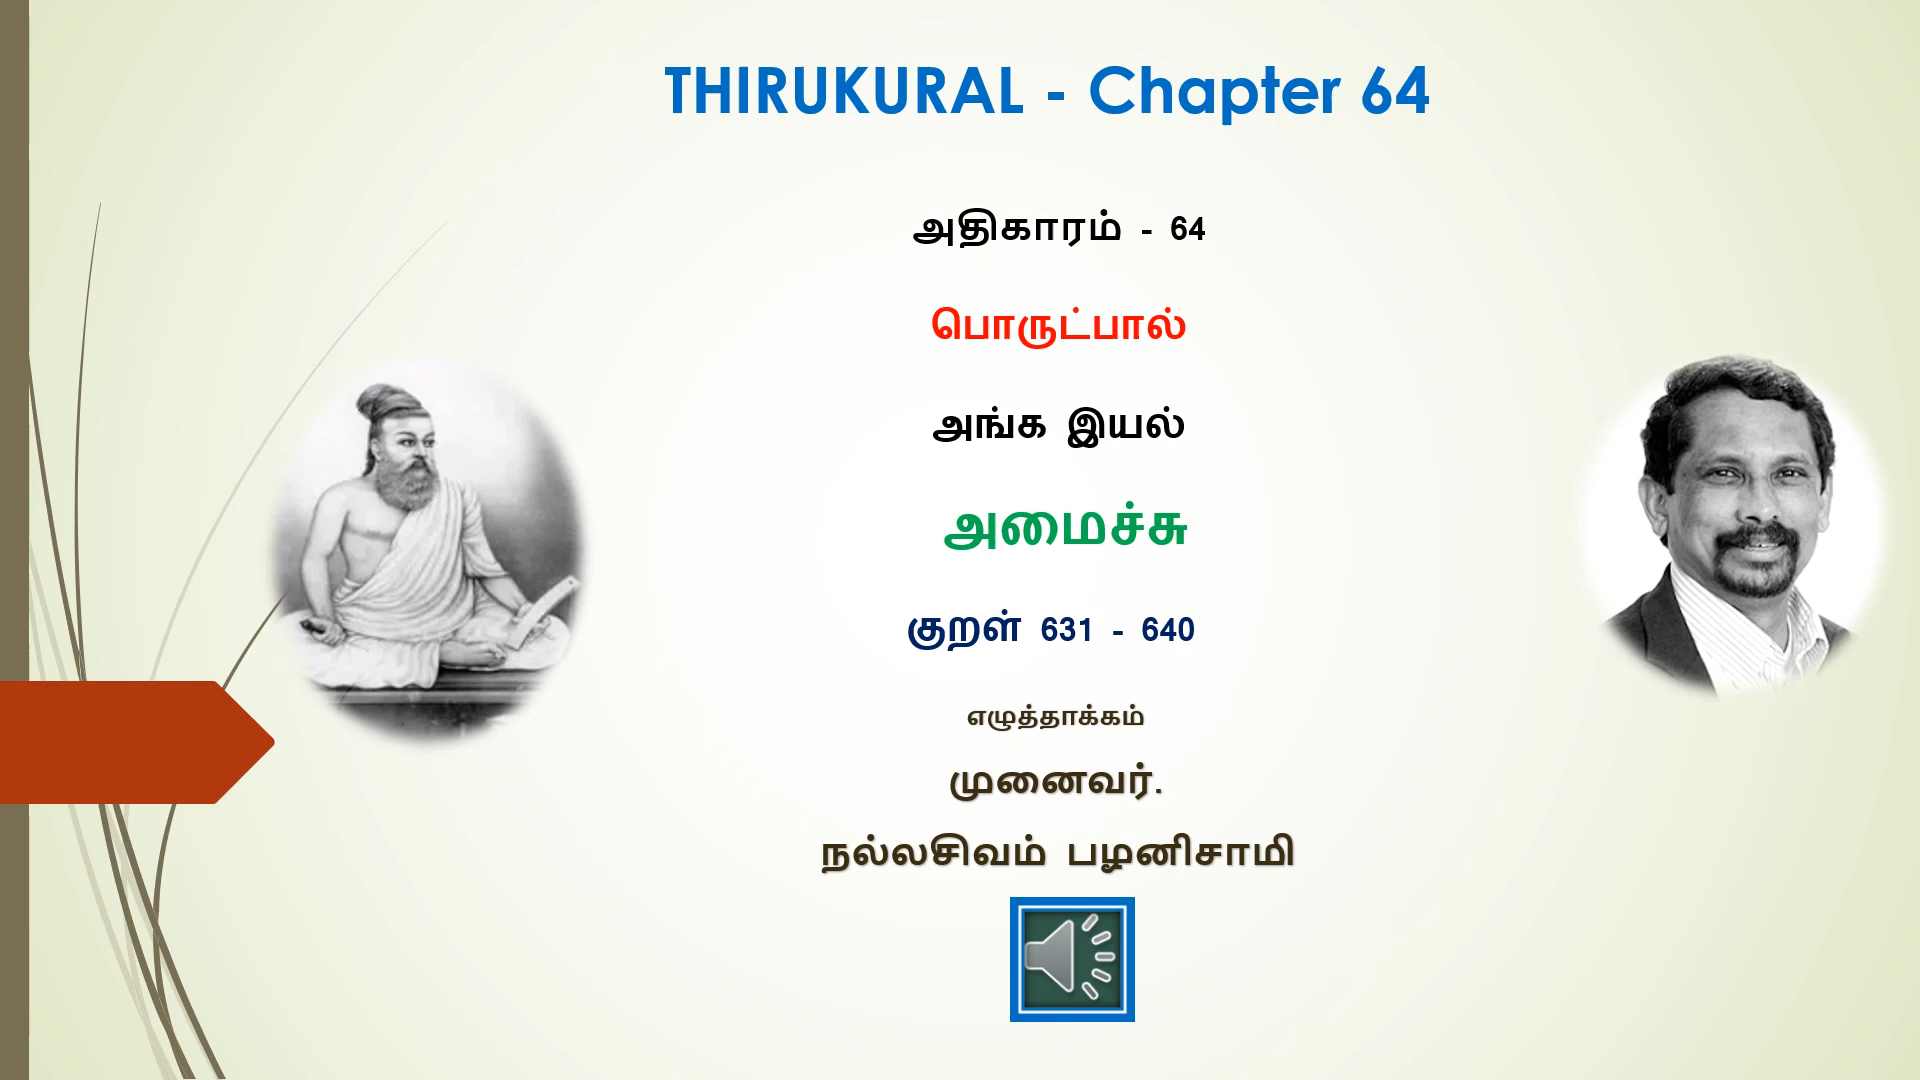 THIRUKURAL - Chapter 64
அதிகாரம் - 64
பொருட்பால்
அங்க இயல்
அமைச்சு
குறள் 631 - 640
எழுத்தாக்கம்
முனைவர்.
நல்லசிவம் பழனிசாமி